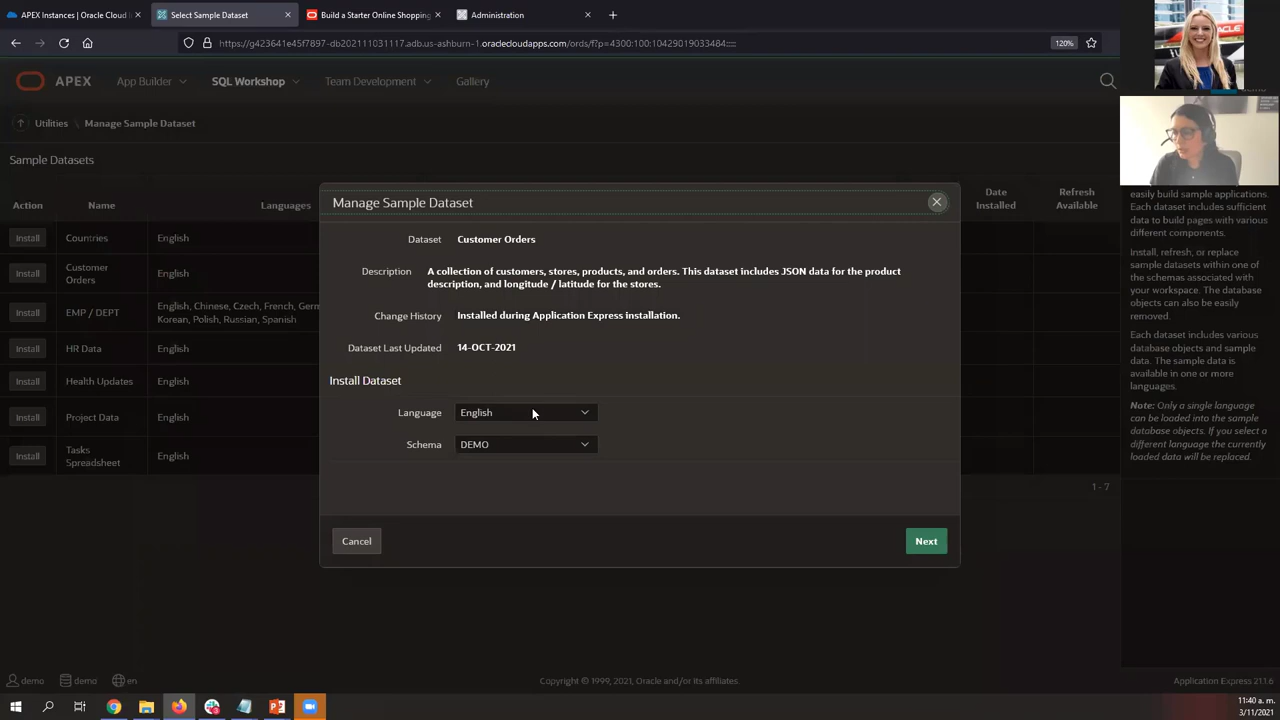 APEX Instances | Oracle Cloud I
Select Sample Dataset
Build a Starter Online Shopping
Administration
https://g423641e45f7897-db202111031117.adb.us-ashburn-1.oraclecloudapps.com/ords/f?p=4300:100:10429019033484::::
120%
APEX
App Builder
SQL Workshop
Team Development
Gallery
Utilities
Manage Sample Dataset
Sample Datasets
Action
Name
Languages
Date
Installed
Refresh
Available
Install
Countries
English
Install
Customer
Orders
English
Install
EMP / DEPT
English, Chinese, Czech, French, Germ
Korean, Polish, Russian, Spanish
Install
HR Data
English
Install
Health Updates
English
Install
Project Data
English
Install
Tasks
Spreadsheet
English
1 - 7
Manage Sample Dataset
Dataset
Customer Orders
Description
A dataset of customers, stores, products, and orders. This dataset includes JSON data for the product
description and longitude / latitude for the stores.
Change History
Installed during Application Express installation.
Dataset Last Updated
14-OCT-2021
Install Dataset
Language
English
Schema
DEMO
Cancel
Next
easily build sample applications.
Each dataset includes sufficient
data to build pages with various
different components.
Install, refresh, or replace
sample datasets within one of
the schemas associated with
your workspace. The database
objects can also be easily
removed.
Each dataset includes various
database objects and sample
data. The sample data is
available in one or more
languages.
Note: Only a single language
can be loaded into the sample
database objects. If you select a
different language the currently
loaded data will be replaced.
demo
demo
en
Copyright © 1999, 2021, Oracle and/or its affiliates.
Application Express 21.1.6
11:40 a. m.
3/11/2021